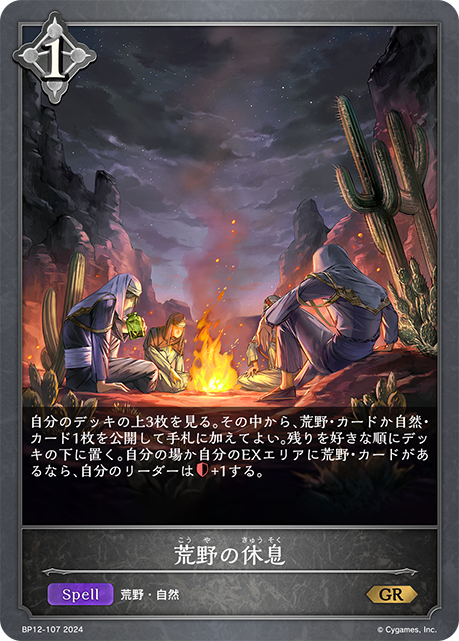 1
自分のデッキの上3枚を見る。その中から、荒野・カードか自然・
カード1枚を公開して手札に加えてよい。残りを好きな順にデッ
キの下に置く。自分の場か自分のEXエリアに荒野・カードがあ
るなら、自分のリーダーは+1する。
こうや きゅうそく
荒野の休息
Spell 荒野・自然 GR
BP12-107 2024 © Cygames, Inc.